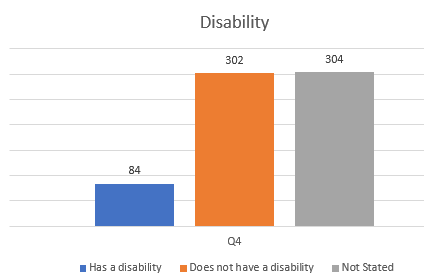 Disability
84
302
304
Q4
Has a disability
Does not have a disability
Not Stated